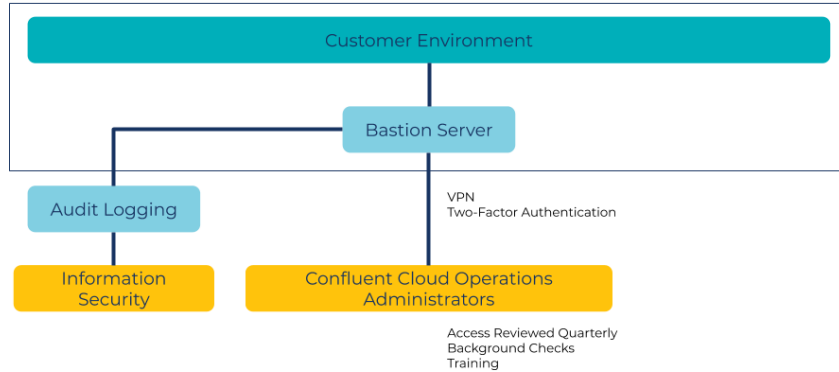 Customer Environment
Bastion Server
Audit Logging
VPN
Two-Factor Authentication
Information
Security
Confluent Cloud Operations
Administrators
Access Reviewed Quarterly
Background Checks
Training